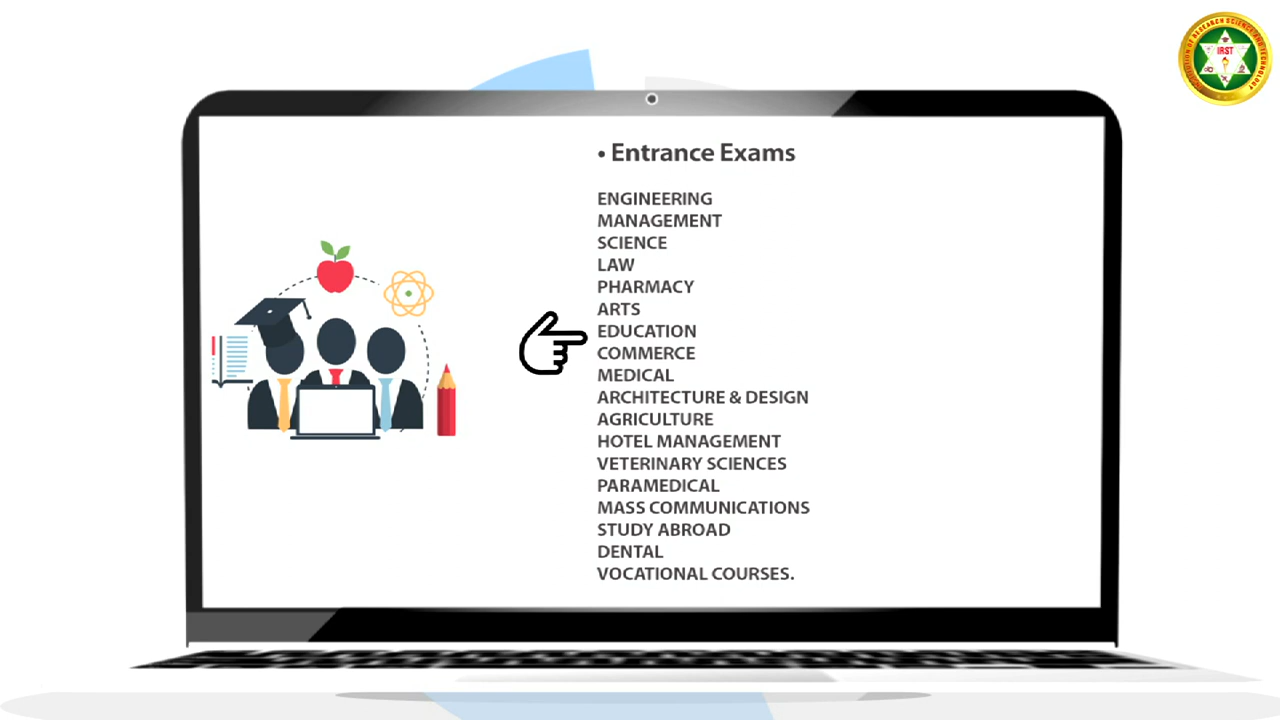 IRST
• Entrance Exams
ENGINEERING
MANAGEMENT
SCIENCE
LAW
PHARMACY
ARTS
EDUCATION
COMMERCE
MEDICAL
ARCHITECTURE & DESIGN
AGRICULTURE
HOTEL MANAGEMENT
VETERINARY SCIENCES
PARAMEDICAL
MASS COMMUNICATIONS
STUDY ABROAD
DENTAL
VOCATIONAL COURSES.